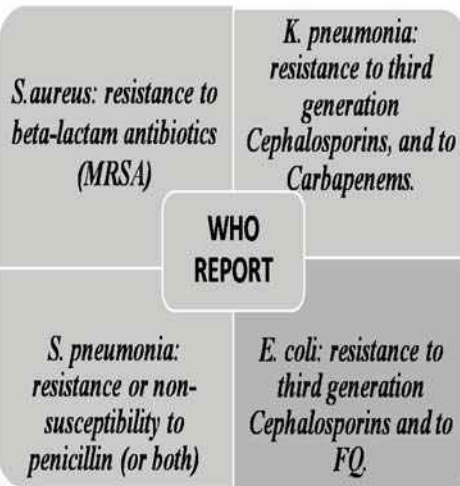 S.aureus: resistance to
beta-lactam antibiotics
(MRSA)
K. pneumonia:
resistance to third
generation
Cephalosporins, and to
Carbapenems.
WHO
REPORT
S. pneumonia:
resistance or non-
susceptibility to
penicillin (or both)
E. coli: resistance to
third generation
Cephalosporins and to
FQ.